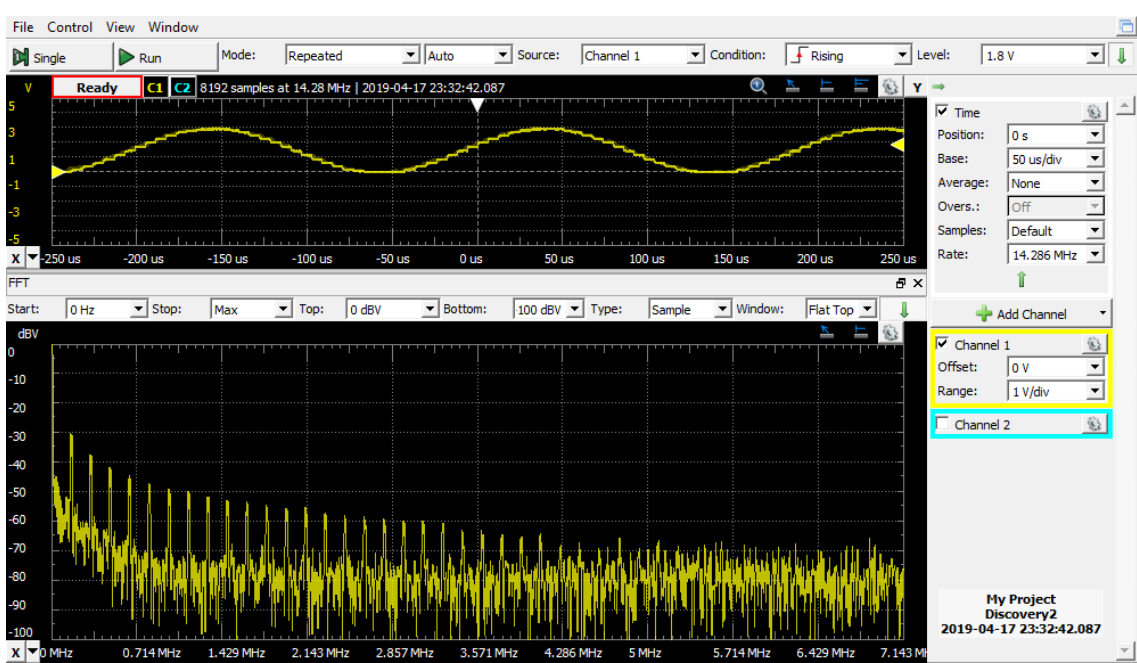 File Control View Window
Single Run Mode: Repeated Auto Source: Channel 1 Condition: Rising Level: 1.8 V
V Ready C1 C2 8192 samples at 14.28 MHz | 2019-04-17 23:32:42.087 Y
5
3
1
-1
-3
-5
X -250 us -200 us -150 us -100 us -50 us 0 us 50 us 100 us 150 us 200 us 250 us
FFT
Start: 0 Hz Stop: Max Top: 0 dBV Bottom: -100 dBV Type: Sample Window: Flat Top
dBV
0
-10
-20
-30
-40
-50
-60
-70
-80
-90
-100
X 0 MHz 0.714 MHz 1.429 MHz 2.143 MHz 2.857 MHz 3.571 MHz 4.286 MHz 5 MHz 5.714 MHz 6.429 MHz 7.143 MH
Time
Position: 0 s
Base: 50 us/div
Average: None
Overs.: Off
Samples: Default
Rate: 14.286 MHz
Add Channel
Channel 1
Offset: 0 V
Range: 1 V/div
Channel 2
My Project
Discovery2
2019-04-17 23:32:42.087